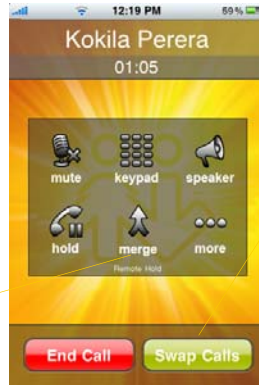 12:19 PM 69%
Kokila Perera
01:05
mute keypad speaker
hold merge more
Remote Hold
End Call Swap Calls